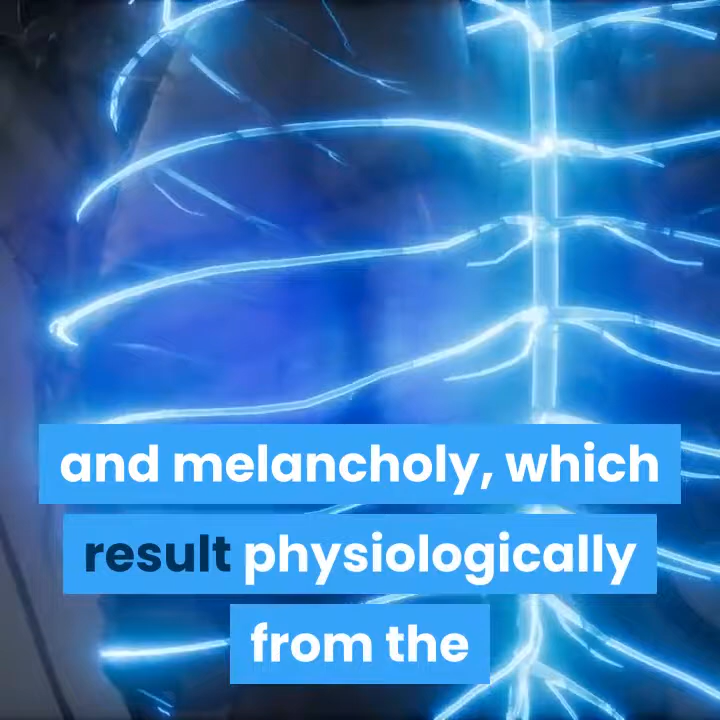 and melancholy, which
result physiologically
from the